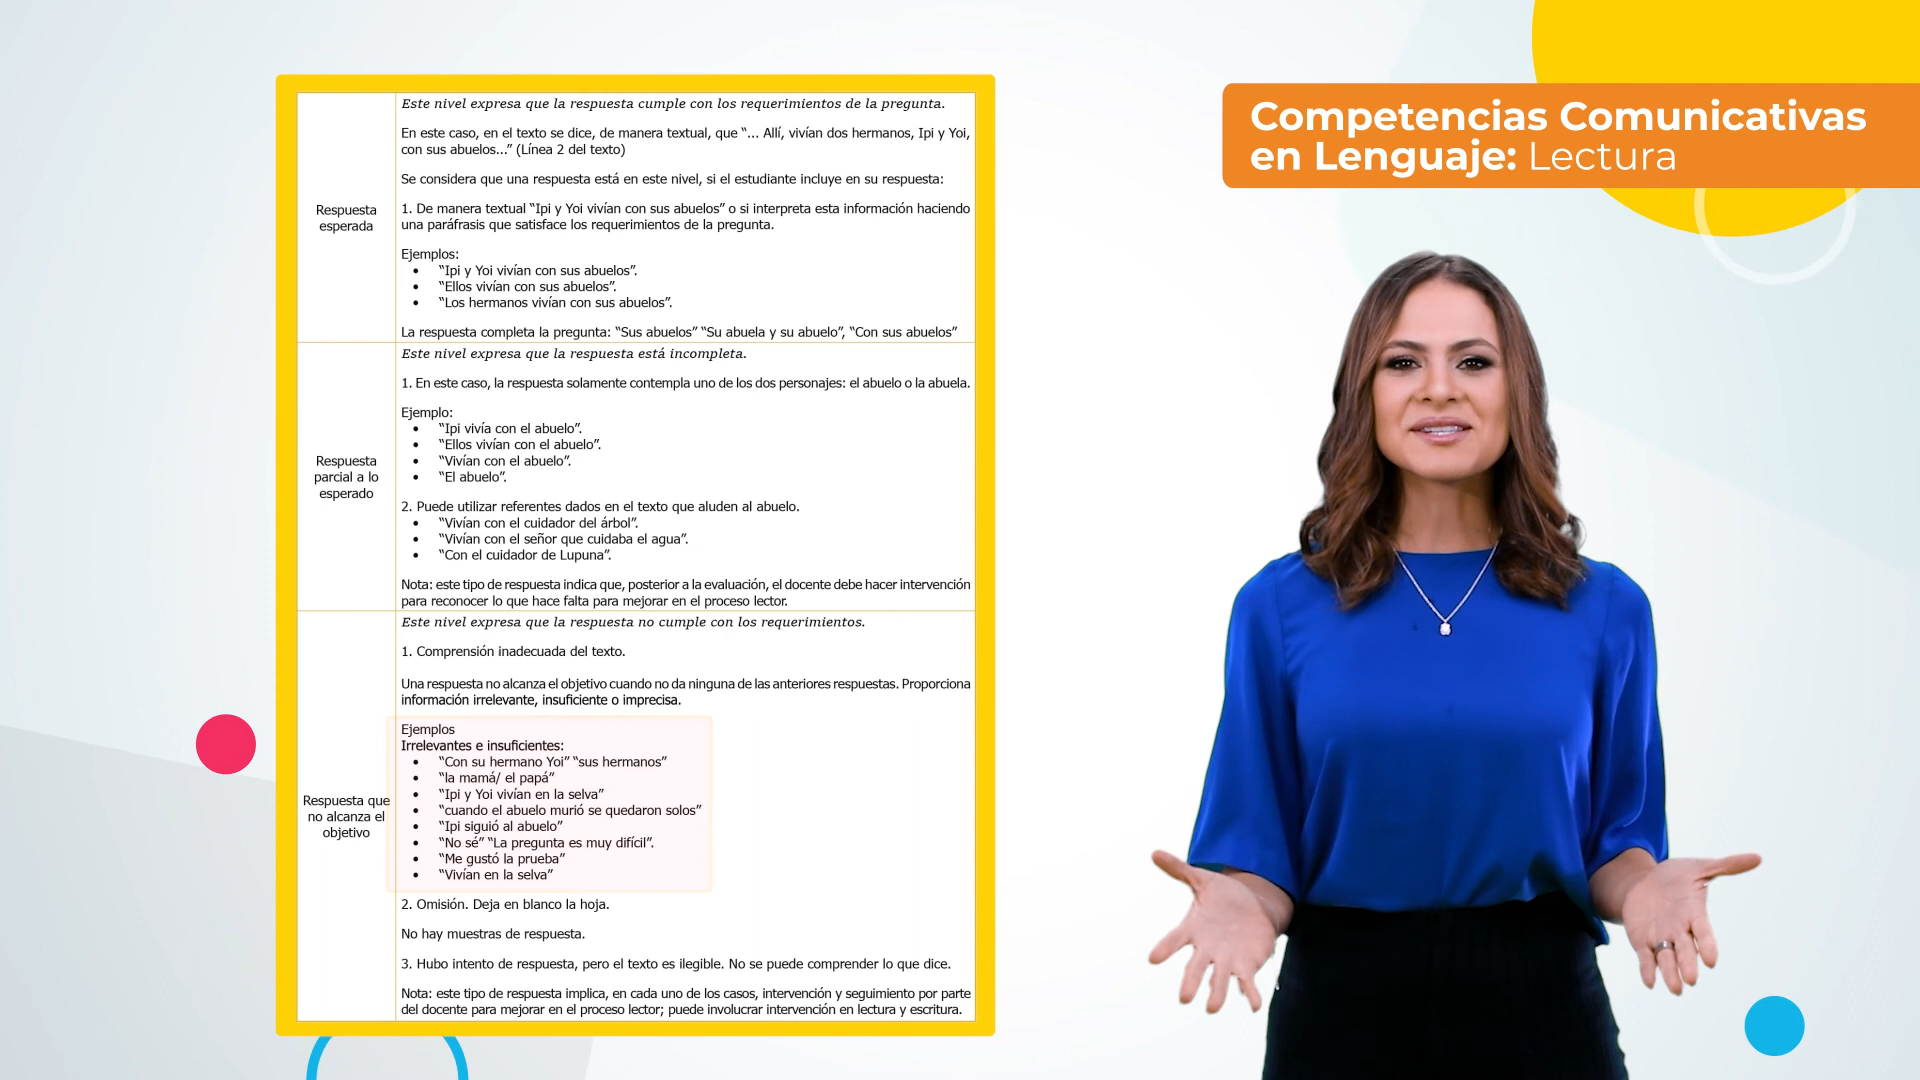 Competencias Comunicativas
en Lenguaje: Lectura
Respuesta
esperada
Este nivel expresa que la respuesta cumple con los requerimientos de la pregunta.
En este caso, en el texto se dice, de manera textual, que “... Allí, vivían dos hermanos, Ipi y Yoi,
con sus abuelos...” (Línea 2 del texto)
Se considera que una respuesta está en este nivel, si el estudiante incluye en su respuesta:
1. De manera textual “Ipi y Yoi vivían con sus abuelos” o si interpreta esta información haciendo
una paráfrasis que satisface los requerimientos de la pregunta.
Ejemplos:
• “Ipi y Yoi vivían con sus abuelos”.
• “Ellos vivían con sus abuelos”.
• “Los hermanos vivían con sus abuelos”.
La respuesta completa la pregunta: “Sus abuelos” “Su abuela y su abuelo”, “Con sus abuelos”
Respuesta
parcial a lo
esperado
Este nivel expresa que la respuesta está incompleta.
1. En este caso, la respuesta solamente contempla uno de los dos personajes: el abuelo o la abuela.
Ejemplo:
• “Ipi vivía con el abuelo”.
• “Ellos vivían con el abuelo”.
• “Vivían con el abuelo”.
• “El abuelo”.
2. Puede utilizar referentes dados en el texto que aluden al abuelo.
• “Vivían con el cuidador del árbol”.
• “Vivían con el señor que cuidaba el agua”.
• “Con el cuidador de Lupuna”.
Nota: este tipo de respuesta indica que, posterior a la evaluación, el docente debe hacer intervención
para reconocer lo que hace falta para mejorar en el proceso lector.
Respuesta que
no alcanza el
objetivo
Este nivel expresa que la respuesta no cumple con los requerimientos.
1. Comprensión inadecuada del texto.
Una respuesta no alcanza el objetivo cuando no da ninguna de las anteriores respuestas. Proporciona
información irrelevante, insuficiente o imprecisa.
Ejemplos
Irrelevantes e insuficientes:
• “Con su hermano Yoi” “sus hermanos”
• “la mamá/ el papá”
• “Ipi y Yoi vivían en la selva”
• “cuando el abuelo murió se quedaron solos”
• “Ipi siguió al abuelo”
• “No sé” “La pregunta es muy difícil”.
• “Me gustó la prueba”
• “Vivían en la selva”
2. Omisión. Deja en blanco la hoja.
No hay muestras de respuesta.
3. Hubo intento de respuesta, pero el texto es ilegible. No se puede comprender lo que dice.
Nota: este tipo de respuesta implica, en cada uno de los casos, intervención y seguimiento por parte
del docente para mejorar en el proceso lector; puede involucrar intervención en lectura y escritura.